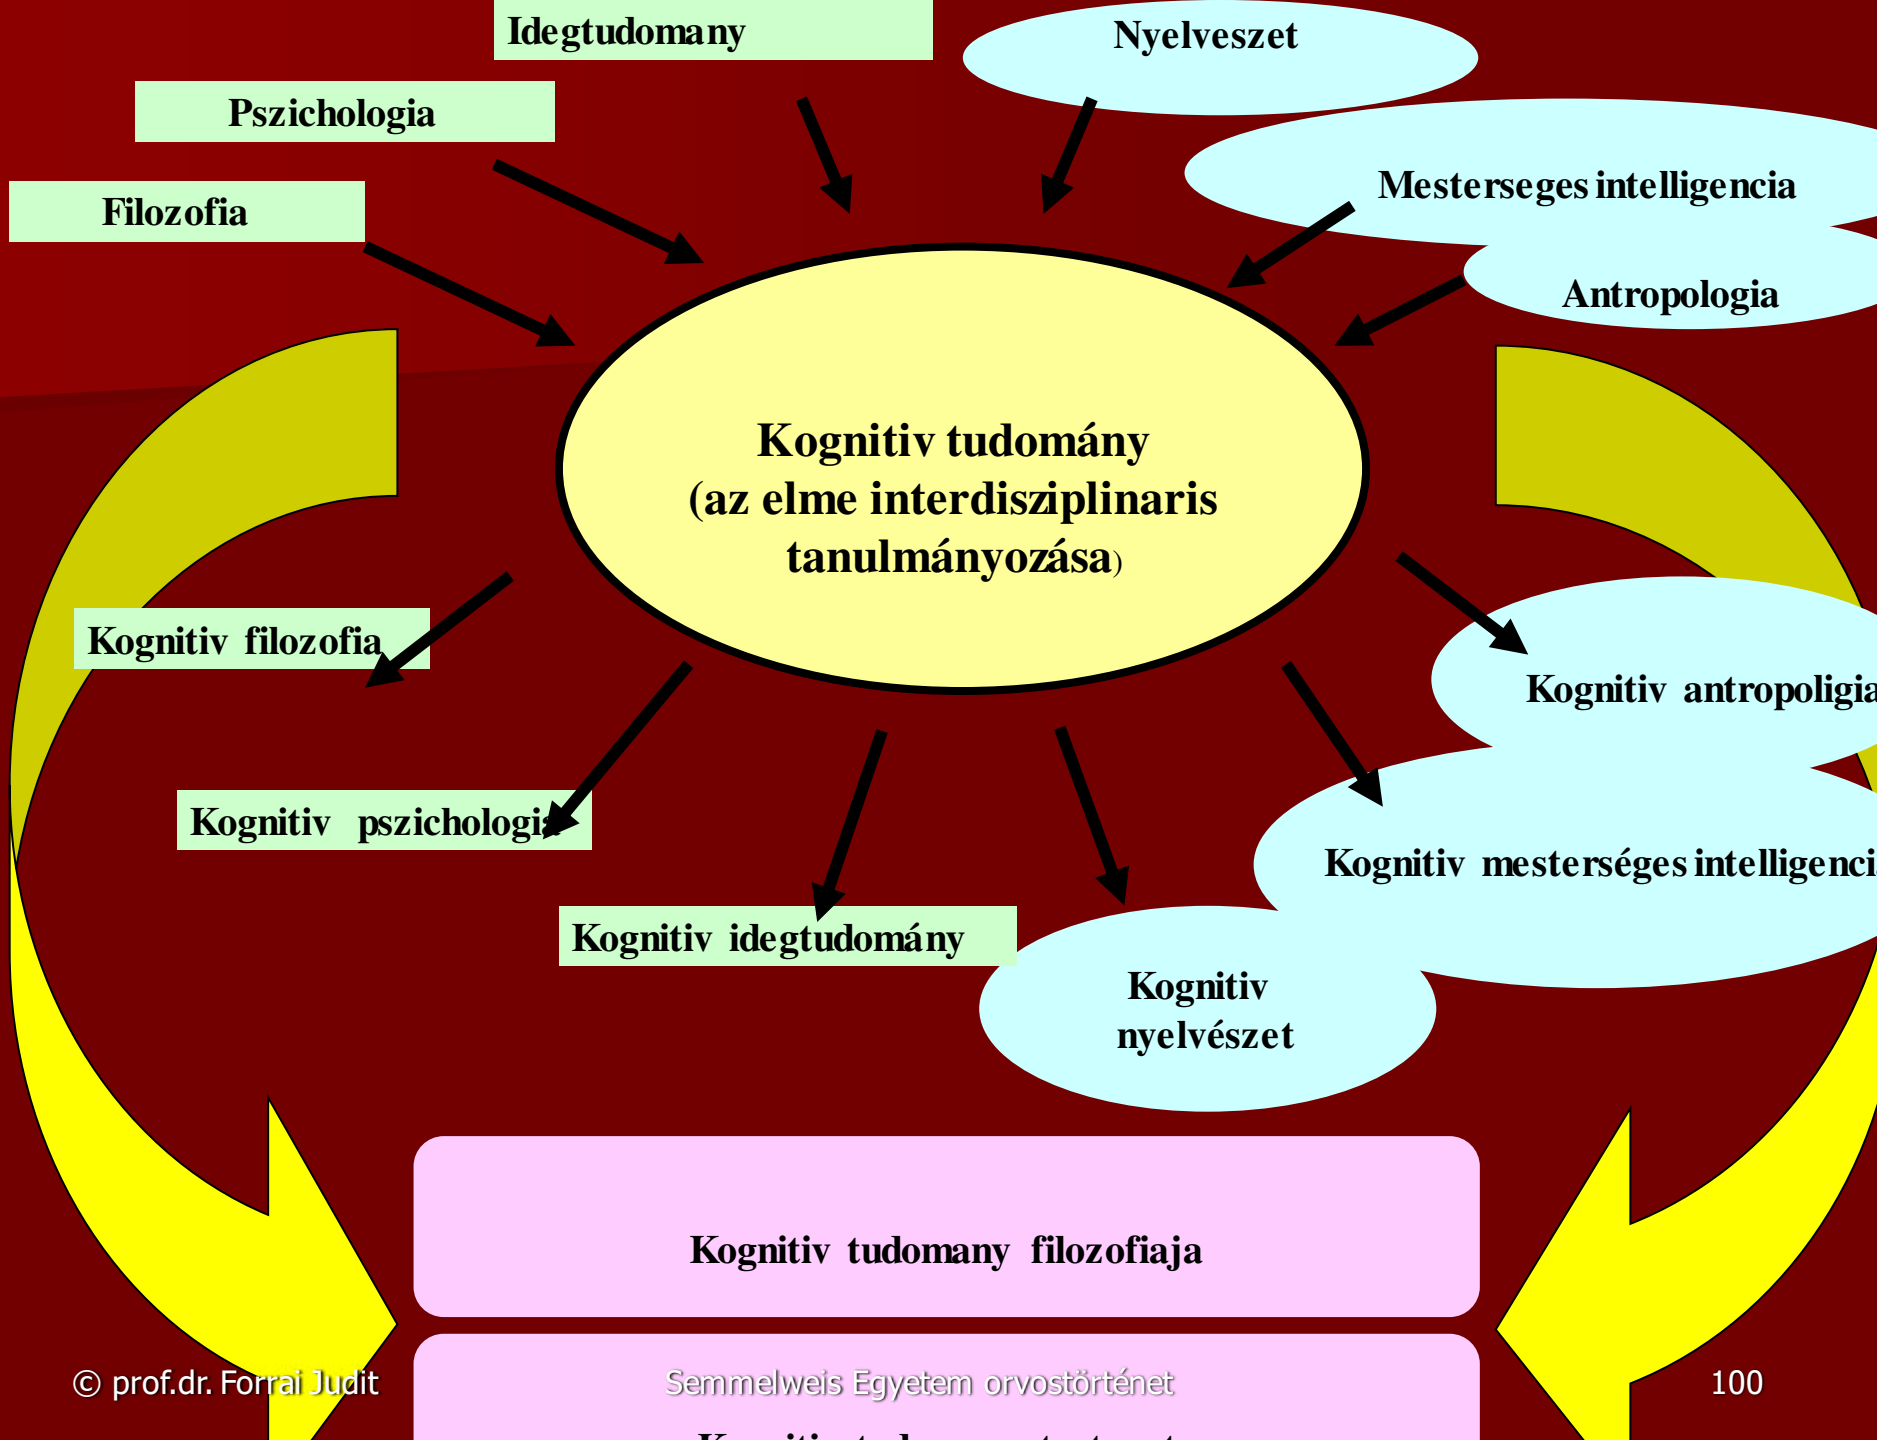 Idegtudomany
Nyelveszet
Pszichologia
Mesterseges intelligencia
Filozofia
Antropologia
Kognitiv tudomány
(az elme interdisziplinaris
tanulmányozása)
Kognitiv filozofia
Kognitiv antropoligia
Kognitiv pszichologia
Kognitiv mesterséges intelligenci
Kognitiv idegtudomány
Kognitiv
nyelvészet
Kognitiv tudomany filozofiaja
© prof.dr. Forrai Judit
Semmelweis Egyetem orvostörténet
100